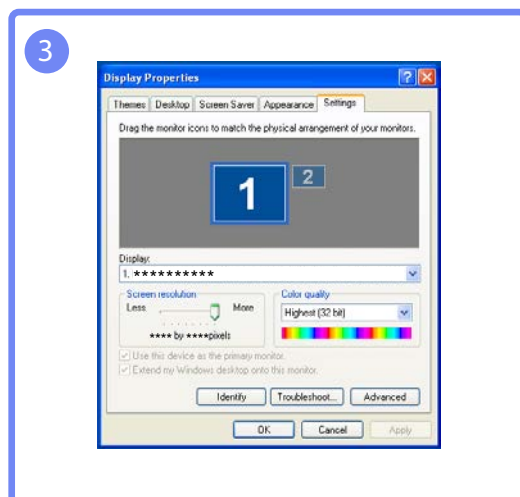 3
Display Properties
Themes Desktop Screen Saver Appearance Settings
Drag the monitor icons to match the physical arrangement of your monitors.
1 2
Display:
1. **********
Screen resolution Color quality
Less More Highest (32 bit)
**** by ****pixels
Use this device as the primary monitor.
Extend my Windows desktop onto this monitor.
Identify Troubleshoot... Advanced
OK Cancel Apply